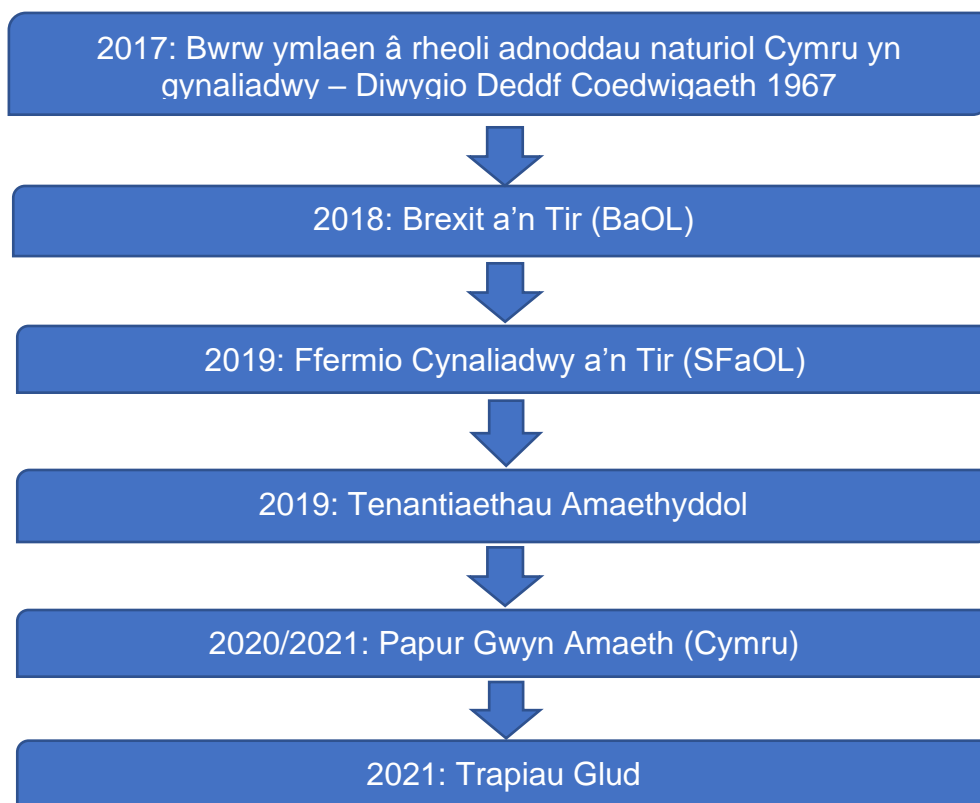 2017: Bwrw ymlaen â rheoli adnoddau naturiol Cymru yn
gynaliadwy – Diwygio Deddf Coedwigaeth 1967
2018: Brexit a’n Tir (BaOL)
2019: Ffermio Cynaliadwy a’n Tir (SFaOL)
2019: Tenantiaethau Amaethyddol
2020/2021: Papur Gwyn Amaeth (Cymru)
2021: Trapiau Glud